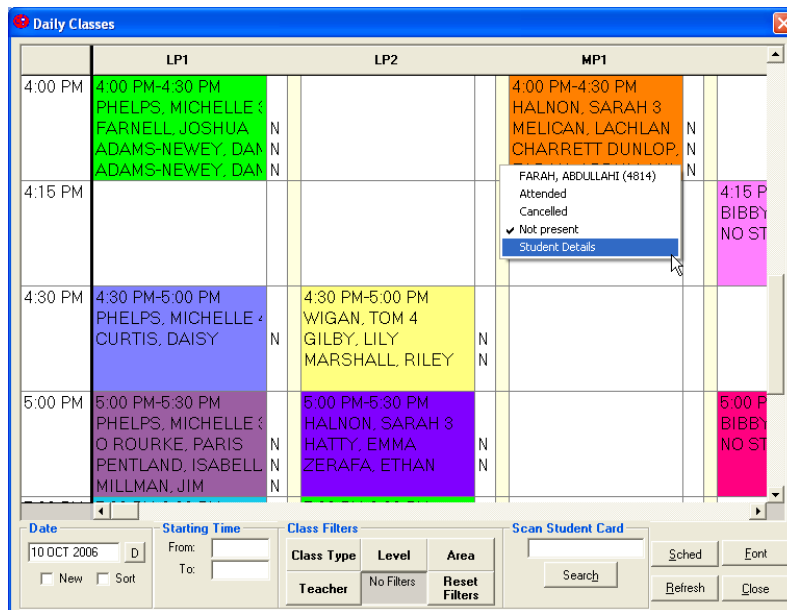 Daily Classes
LP1 LP2 MP1
4:00 PM 4:00 PM-4:30 PM 4:00 PM-4:30 PM
PHELPS, MICHELLE HALNON, SARAH 3
FARNELL, JOSHUA N MELICAN, LACHLAN N
ADAMS-NEWEY, DAN N CHARRETT DUNLOP, N
ADAMS-NEWEY, DAN N N
FARAH, ABDULLAHI (4814)
Attended
Cancelled
Not present
Student Details
4:15 PM 4:15 P
BIBBY
NO ST
4:30 PM 4:30 PM-5:00 PM 4:30 PM-5:00 PM
PHELPS, MICHELLE 4 WIGAN, TOM 4
CURTIS, DAISY N GILBY, LILY N
MARSHALL, RILEY N
5:00 PM 5:00 PM-5:30 PM 5:00 PM-5:30 PM 5:00 P
PHELPS, MICHELLE HALNON, SARAH 3 BIBBY
O ROURKE, PARIS N HATTY, EMMA N NO ST
PENTLAND, ISABELL N ZERAFA, ETHAN N
MILLMAN, JIM N
Date Starting Time Class Filters Scan Student Card
10 OCT 2006 D From: Class Type Level Area Sched Font
New Sort To: Teacher No Filters Reset Filters Search Refresh Close